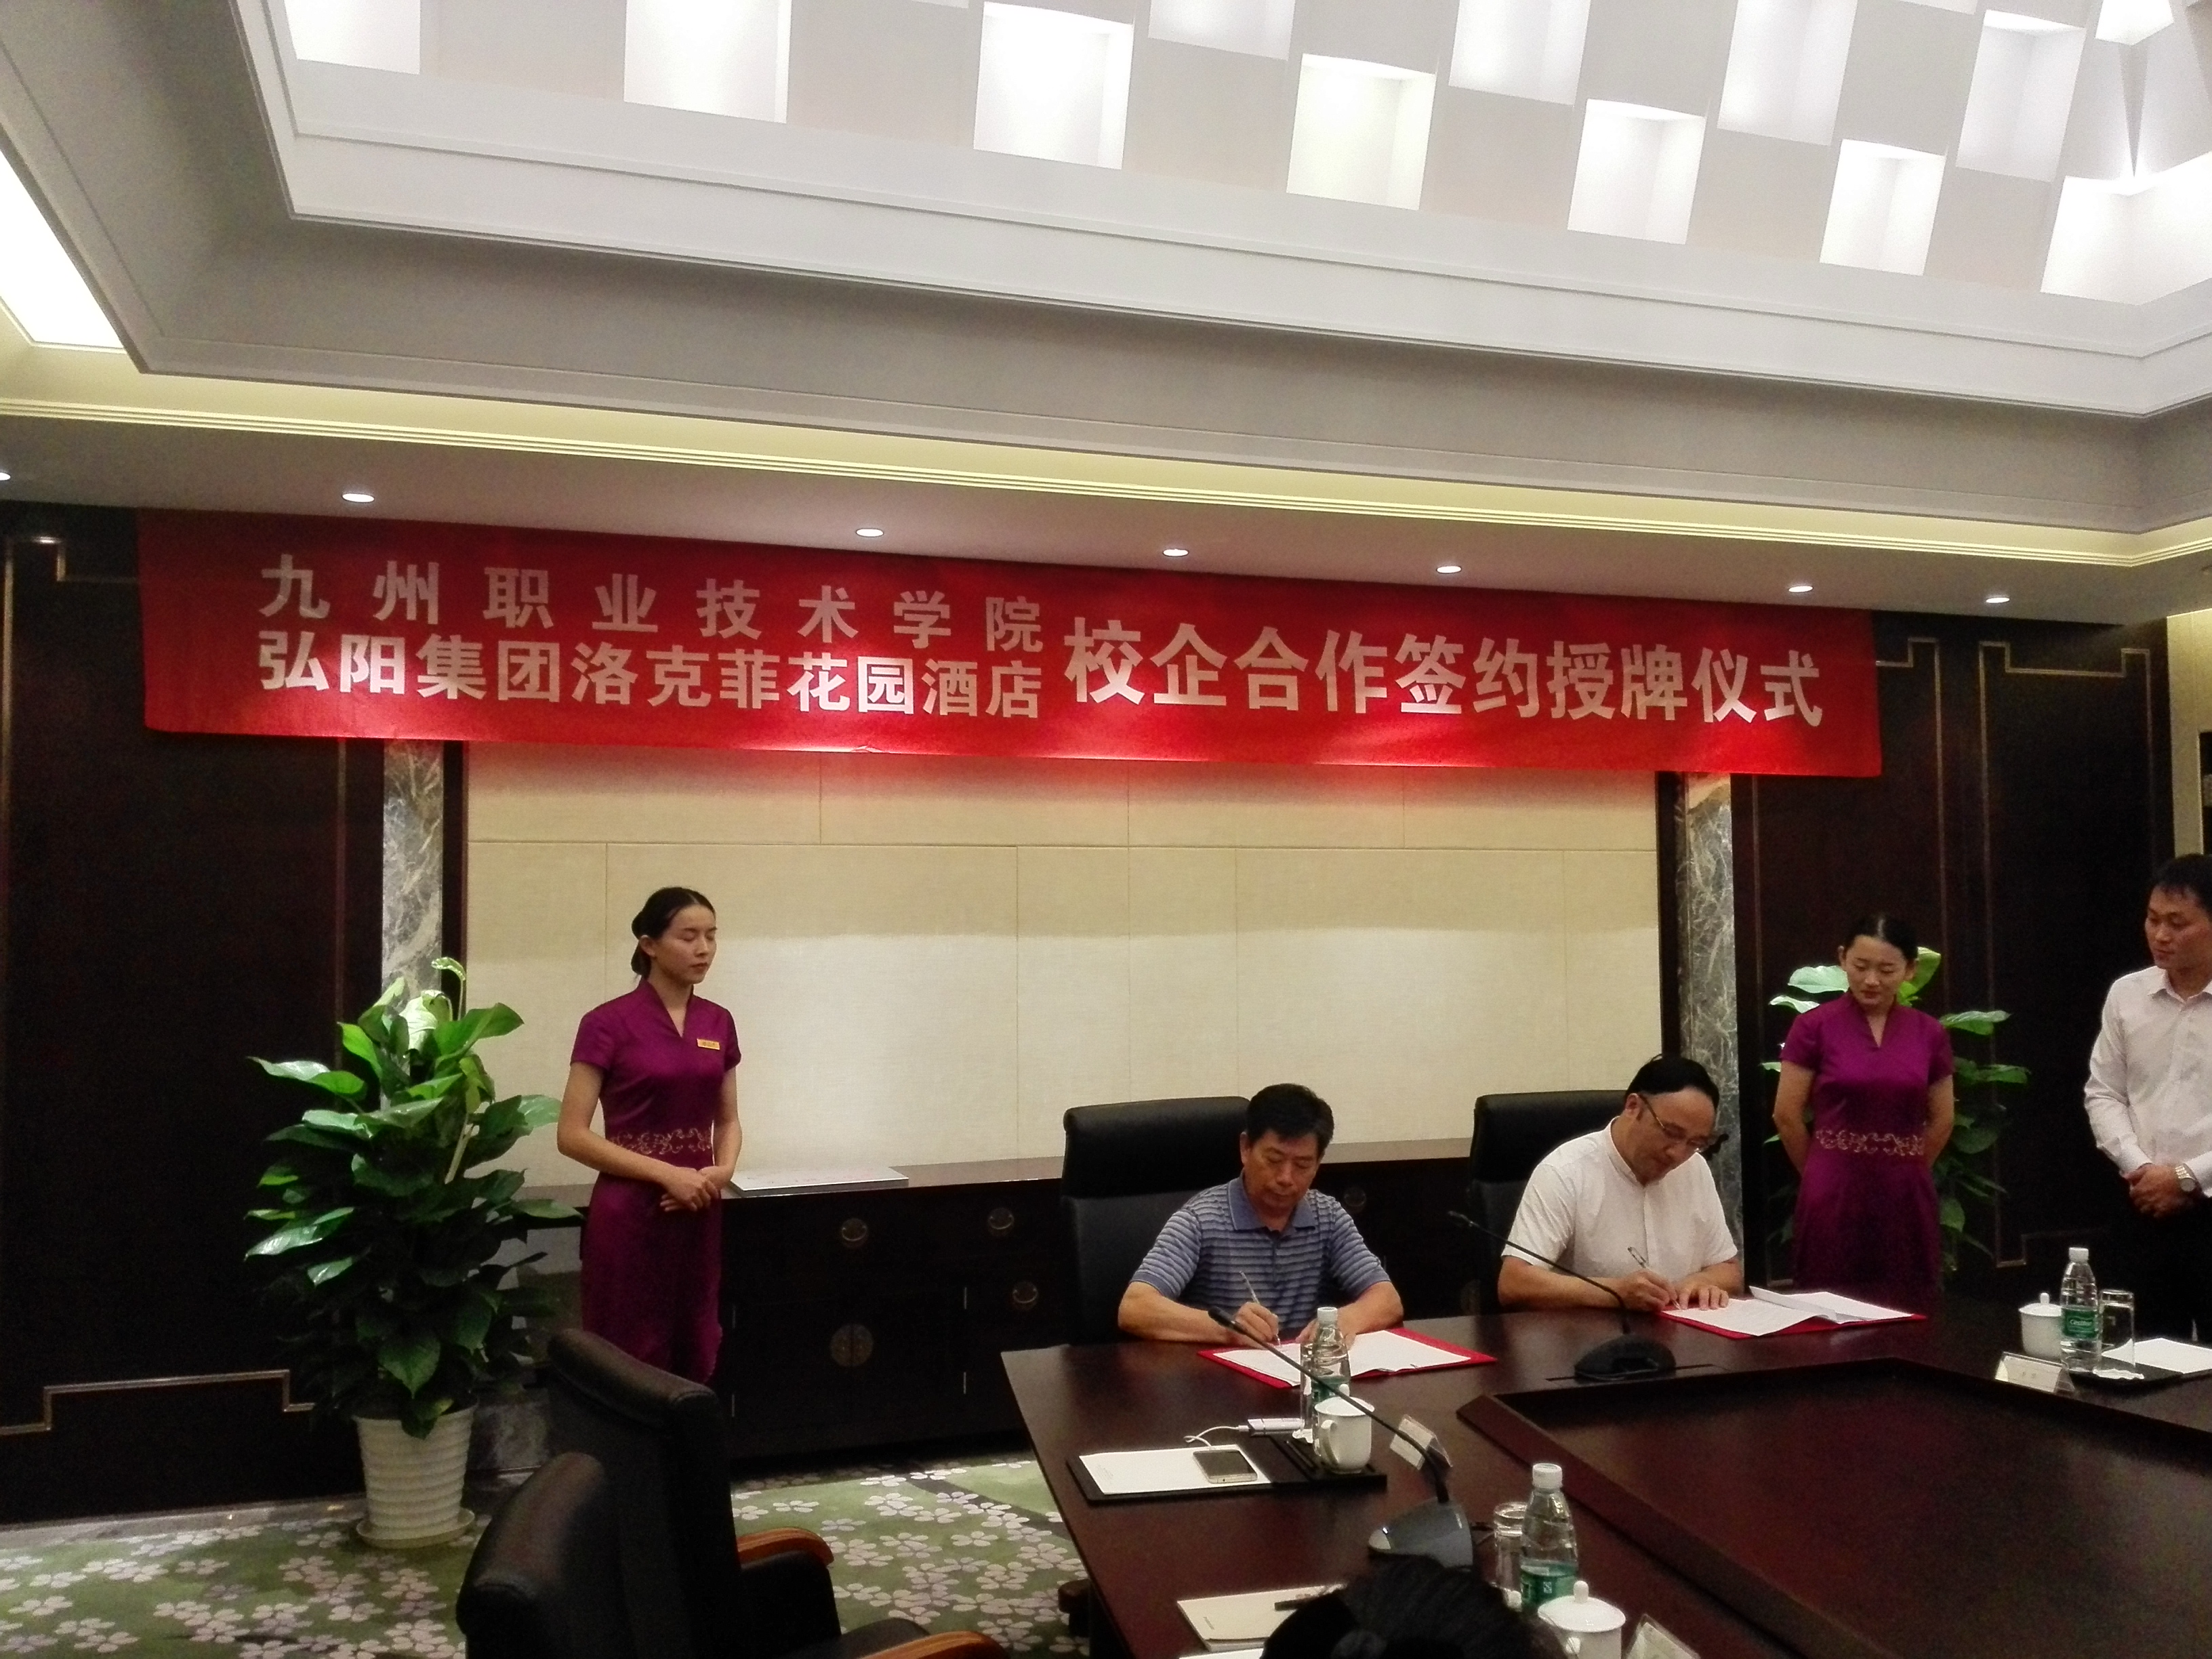 九州职业技术学院
弘阳集团洛克菲花园酒店
校企合作签约授牌仪式